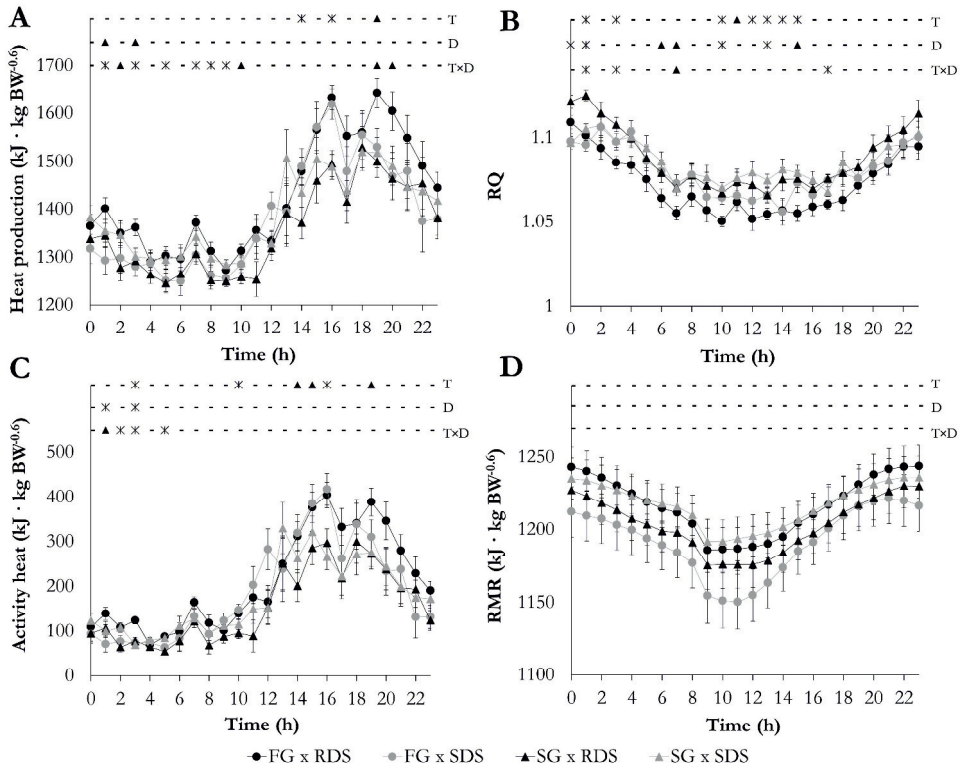 A
T
D
T×D
Heat production (kJ · kg BW-0.6)
1700
1600
1500
1400
1300
1200
0 2 4 6 8 10 12 14 16 18 20 22
Time (h)
B
T
D
T×D
RQ
1.1
1.05
1
0 2 4 6 8 10 12 14 16 18 20 22
Time (h)
C
T
D
T×D
Activity heat (kJ · kg BW-0.6)
500
400
300
200
100
0
0 2 4 6 8 10 12 14 16 18 20 22
Time (h)
D
T
D
T×D
RMR (kJ · kg BW-0.6)
1250
1200
1150
1100
0 2 4 6 8 10 12 14 16 18 20 22
Time (h)
FG x RDS FG x SDS SG x RDS SG x SDS